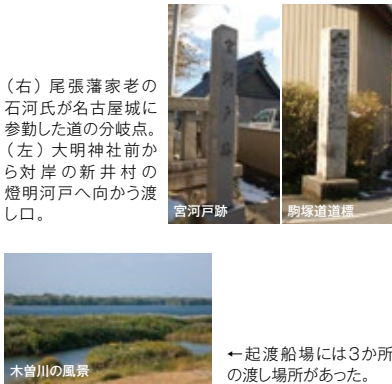 （右）尾張藩家老の
石河氏が名古屋城に
参勤した道の分岐点。
（左）大明神社前か
ら対岸の新井村の
燈明河戸へ向かう渡
し口。
宮河戸跡
宮河戸跡
駒塚道道標
木曽川の風景
←起渡船場には3か所
の渡し場所があった。